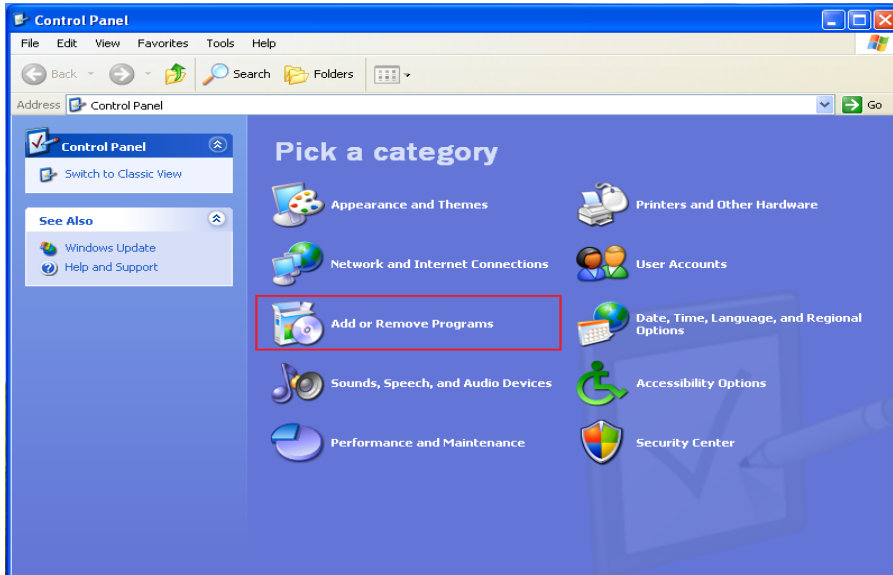 Control Panel
File Edit View Favorites Tools Help
Back Search Folders
Address Control Panel Go
Control Panel
Switch to Classic View
See Also
Windows Update
Help and Support
Pick a category
Appearance and Themes
Printers and Other Hardware
Network and Internet Connections
User Accounts
Add or Remove Programs
Date, Time, Language, and Regional
Options
Sounds, Speech, and Audio Devices
Accessibility Options
Performance and Maintenance
Security Center